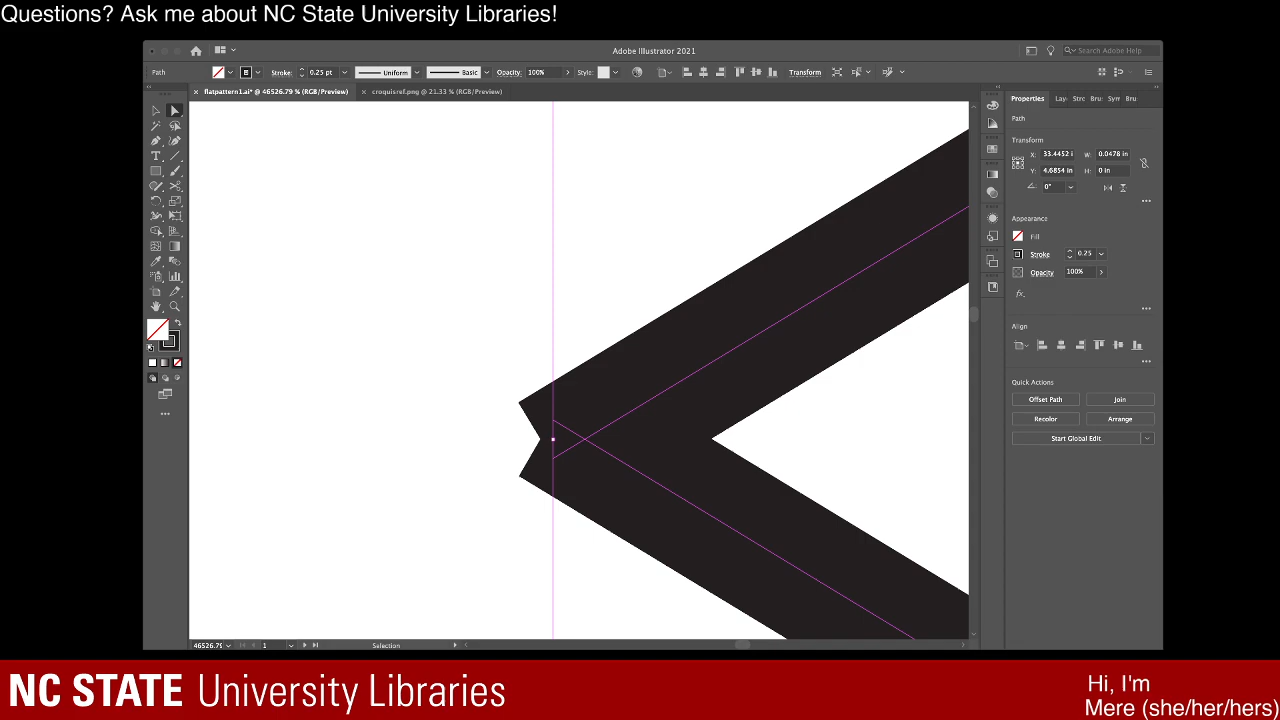 Questions? Ask me about NC State University Libraries!
Adobe Illustrator 2021
Search Adobe Help
Path
Stroke:
0.25 pt
Uniform
Basic
Opacity:
100%
Style:
Transform
× flatpattern1.ai* @ 46526.79 % (RGB/Preview)
× croquisref.png @ 21.33 % (RGB/Preview)
Properties
Lay
Strc
Bru
Syn
Bru
Path
Transform
X: 33.4452 i
W: 0.0478 in
Y: 4.6854 in
H: 0 in
0°
Appearance
Fill
Stroke
0.25
Opacity
100%
fx.
Align
Quick Actions
Offset Path
Join
Recolor
Arrange
Start Global Edit
46526.79
1
Selection
NC STATE University Libraries
Hi, I'm
Mere (she/her/hers)